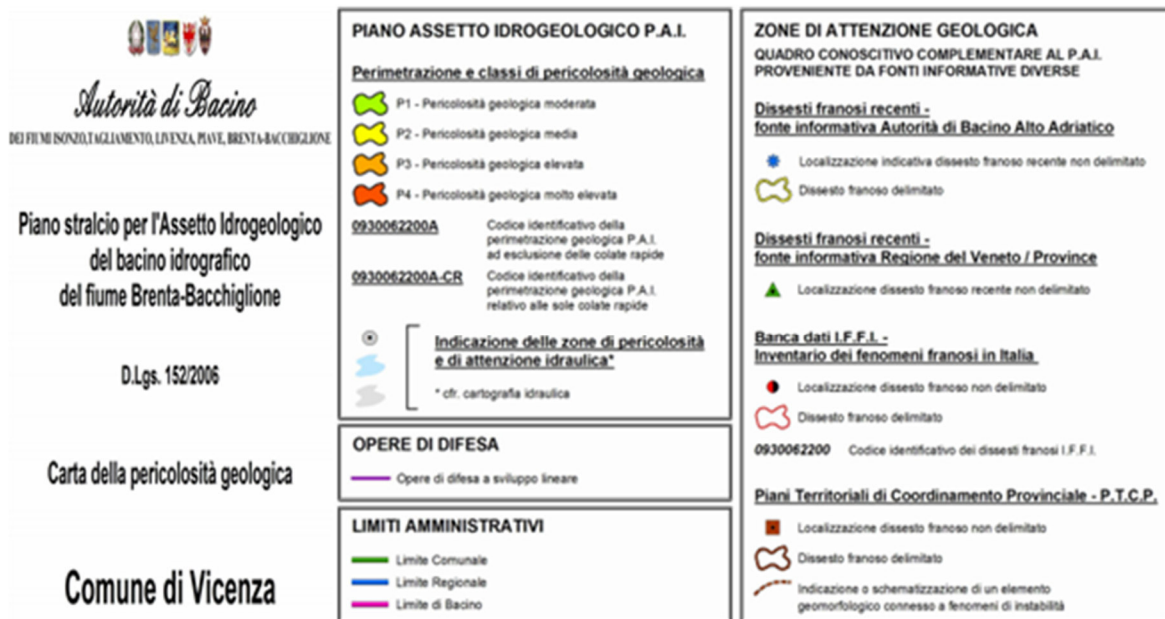 Autorità di Bacino
DEI FIUMI ISONZO, TAGLIAMENTO, LIVENZA, PIAVE, BRENTA-BACCHIGLIONE
Piano stralcio per l'Assetto Idrogeologico
del bacino idrografico
del fiume Brenta-Bacchiglione
D.Lgs. 152/2006
Carta della pericolosità geologica
Comune di Vicenza
PIANO ASSETTO IDROGEOLOGICO P.A.I.
Perimetrazione e classi di pericolosità geologica
P1 - Pericolosità geologica moderata
P2 - Pericolosità geologica media
P3 - Pericolosità geologica elevata
P4 - Pericolosità geologica molto elevata
0930062200A Codice identificativo della
perimetrazione geologica P.A.I.
ad esclusione delle colate rapide
0930062200A-CR Codice identificativo della
perimetrazione geologica P.A.I.
relativo alle sole colate rapide
Indicazione delle zone di pericolosità
e di attenzione idraulica*
* cfr. cartografia idraulica
OPERE DI DIFESA
Opere di difesa a sviluppo lineare
LIMITI AMMINISTRATIVI
Limite Comunale
Limite Regionale
Limite di Bacino
ZONE DI ATTENZIONE GEOLOGICA
QUADRO CONOSCITIVO COMPLEMENTARE AL P.A.I.
PROVENIENTE DA FONTI INFORMATIVE DIVERSE
Dissesti franosi recenti -
fonte informativa Autorità di Bacino Alto Adriatico
Localizzazione indicativa dissesto franoso recente non delimitato
Dissesto franoso delimitato
Dissesti franosi recenti -
fonte informativa Regione del Veneto / Province
Localizzazione dissesto franoso recente non delimitato
Banca dati I.F.F.I. -
Inventario dei fenomeni franosi in Italia
Localizzazione dissesto franoso non delimitato
Dissesto franoso delimitato
0930062200 Codice identificativo dei dissesti franosi I.F.F.I.
Piani Territoriali di Coordinamento Provinciale - P.T.C.P.
Localizzazione dissesto franoso non delimitato
Dissesto franoso delimitato
Indicazione o schematizzazione di un elemento
geomorfologico connesso a fenomeni di instabilità